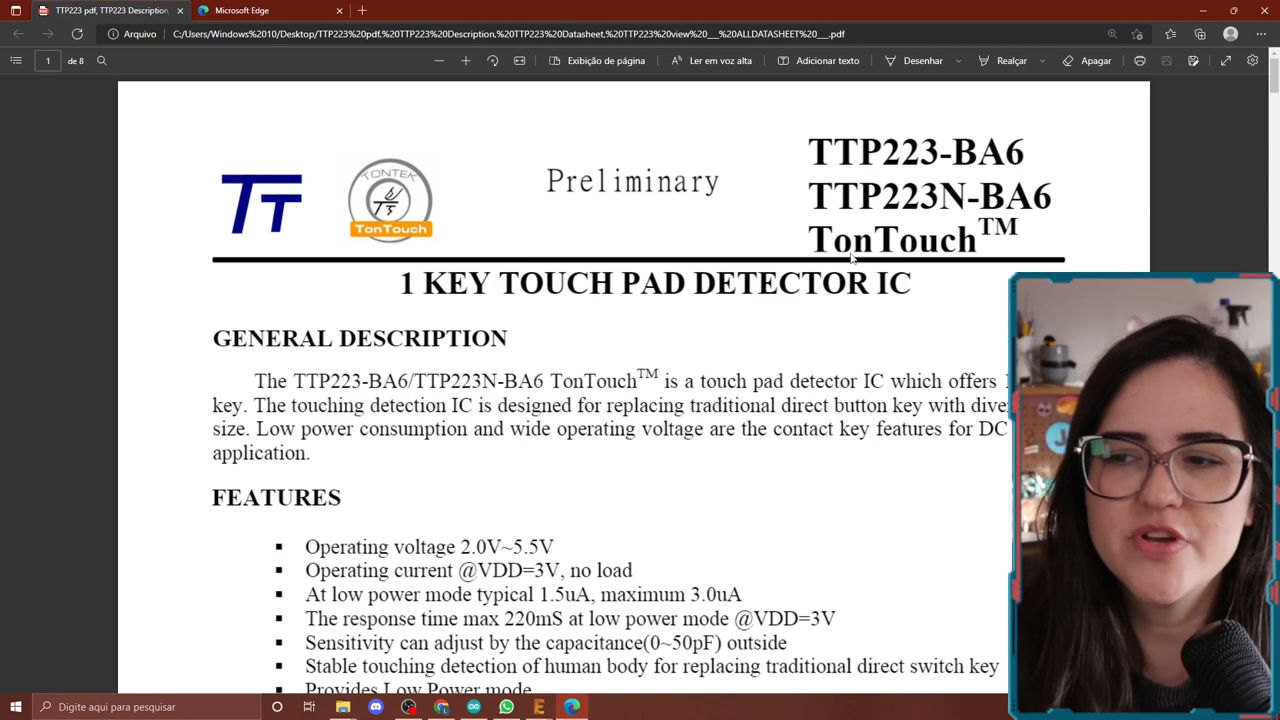 TTP223 pdf, TTP223 Description,
Microsoft Edge
Arquivo
C:/Users/Windows%2010/Desktop/TTP223%20pdf,%20TTP223%20Description,%20TTP223%20Datasheet,%20TTP223%20view%20___%20ALLDATASHEET%20___.pdf
1 de 8
Exibição de página
Ler em voz alta
Adicionar texto
Desenhar
Realçar
Apagar
TT
TONTEK
TonTouch
Preliminary
TTP223-BA6
TTP223N-BA6
TonTouch™
1 KEY TOUCH PAD DETECTOR IC
GENERAL DESCRIPTION
The TTP223-BA6/TTP223N-BA6 TonTouch™ is a touch pad detector IC which offers 1
key. The touching detection IC is designed for replacing traditional direct button key with dive
size. Low power consumption and wide operating voltage are the contact key features for DC
application.
FEATURES
▪ Operating voltage 2.0V~5.5V
▪ Operating current @VDD=3V, no load
▪ At low power mode typical 1.5uA, maximum 3.0uA
▪ The response time max 220mS at low power mode @VDD=3V
▪ Sensitivity can adjust by the capacitance(0~50pF) outside
▪ Stable touching detection of human body for replacing traditional direct switch key
▪ Provides Low Power mode
Digite aqui para pesquisar